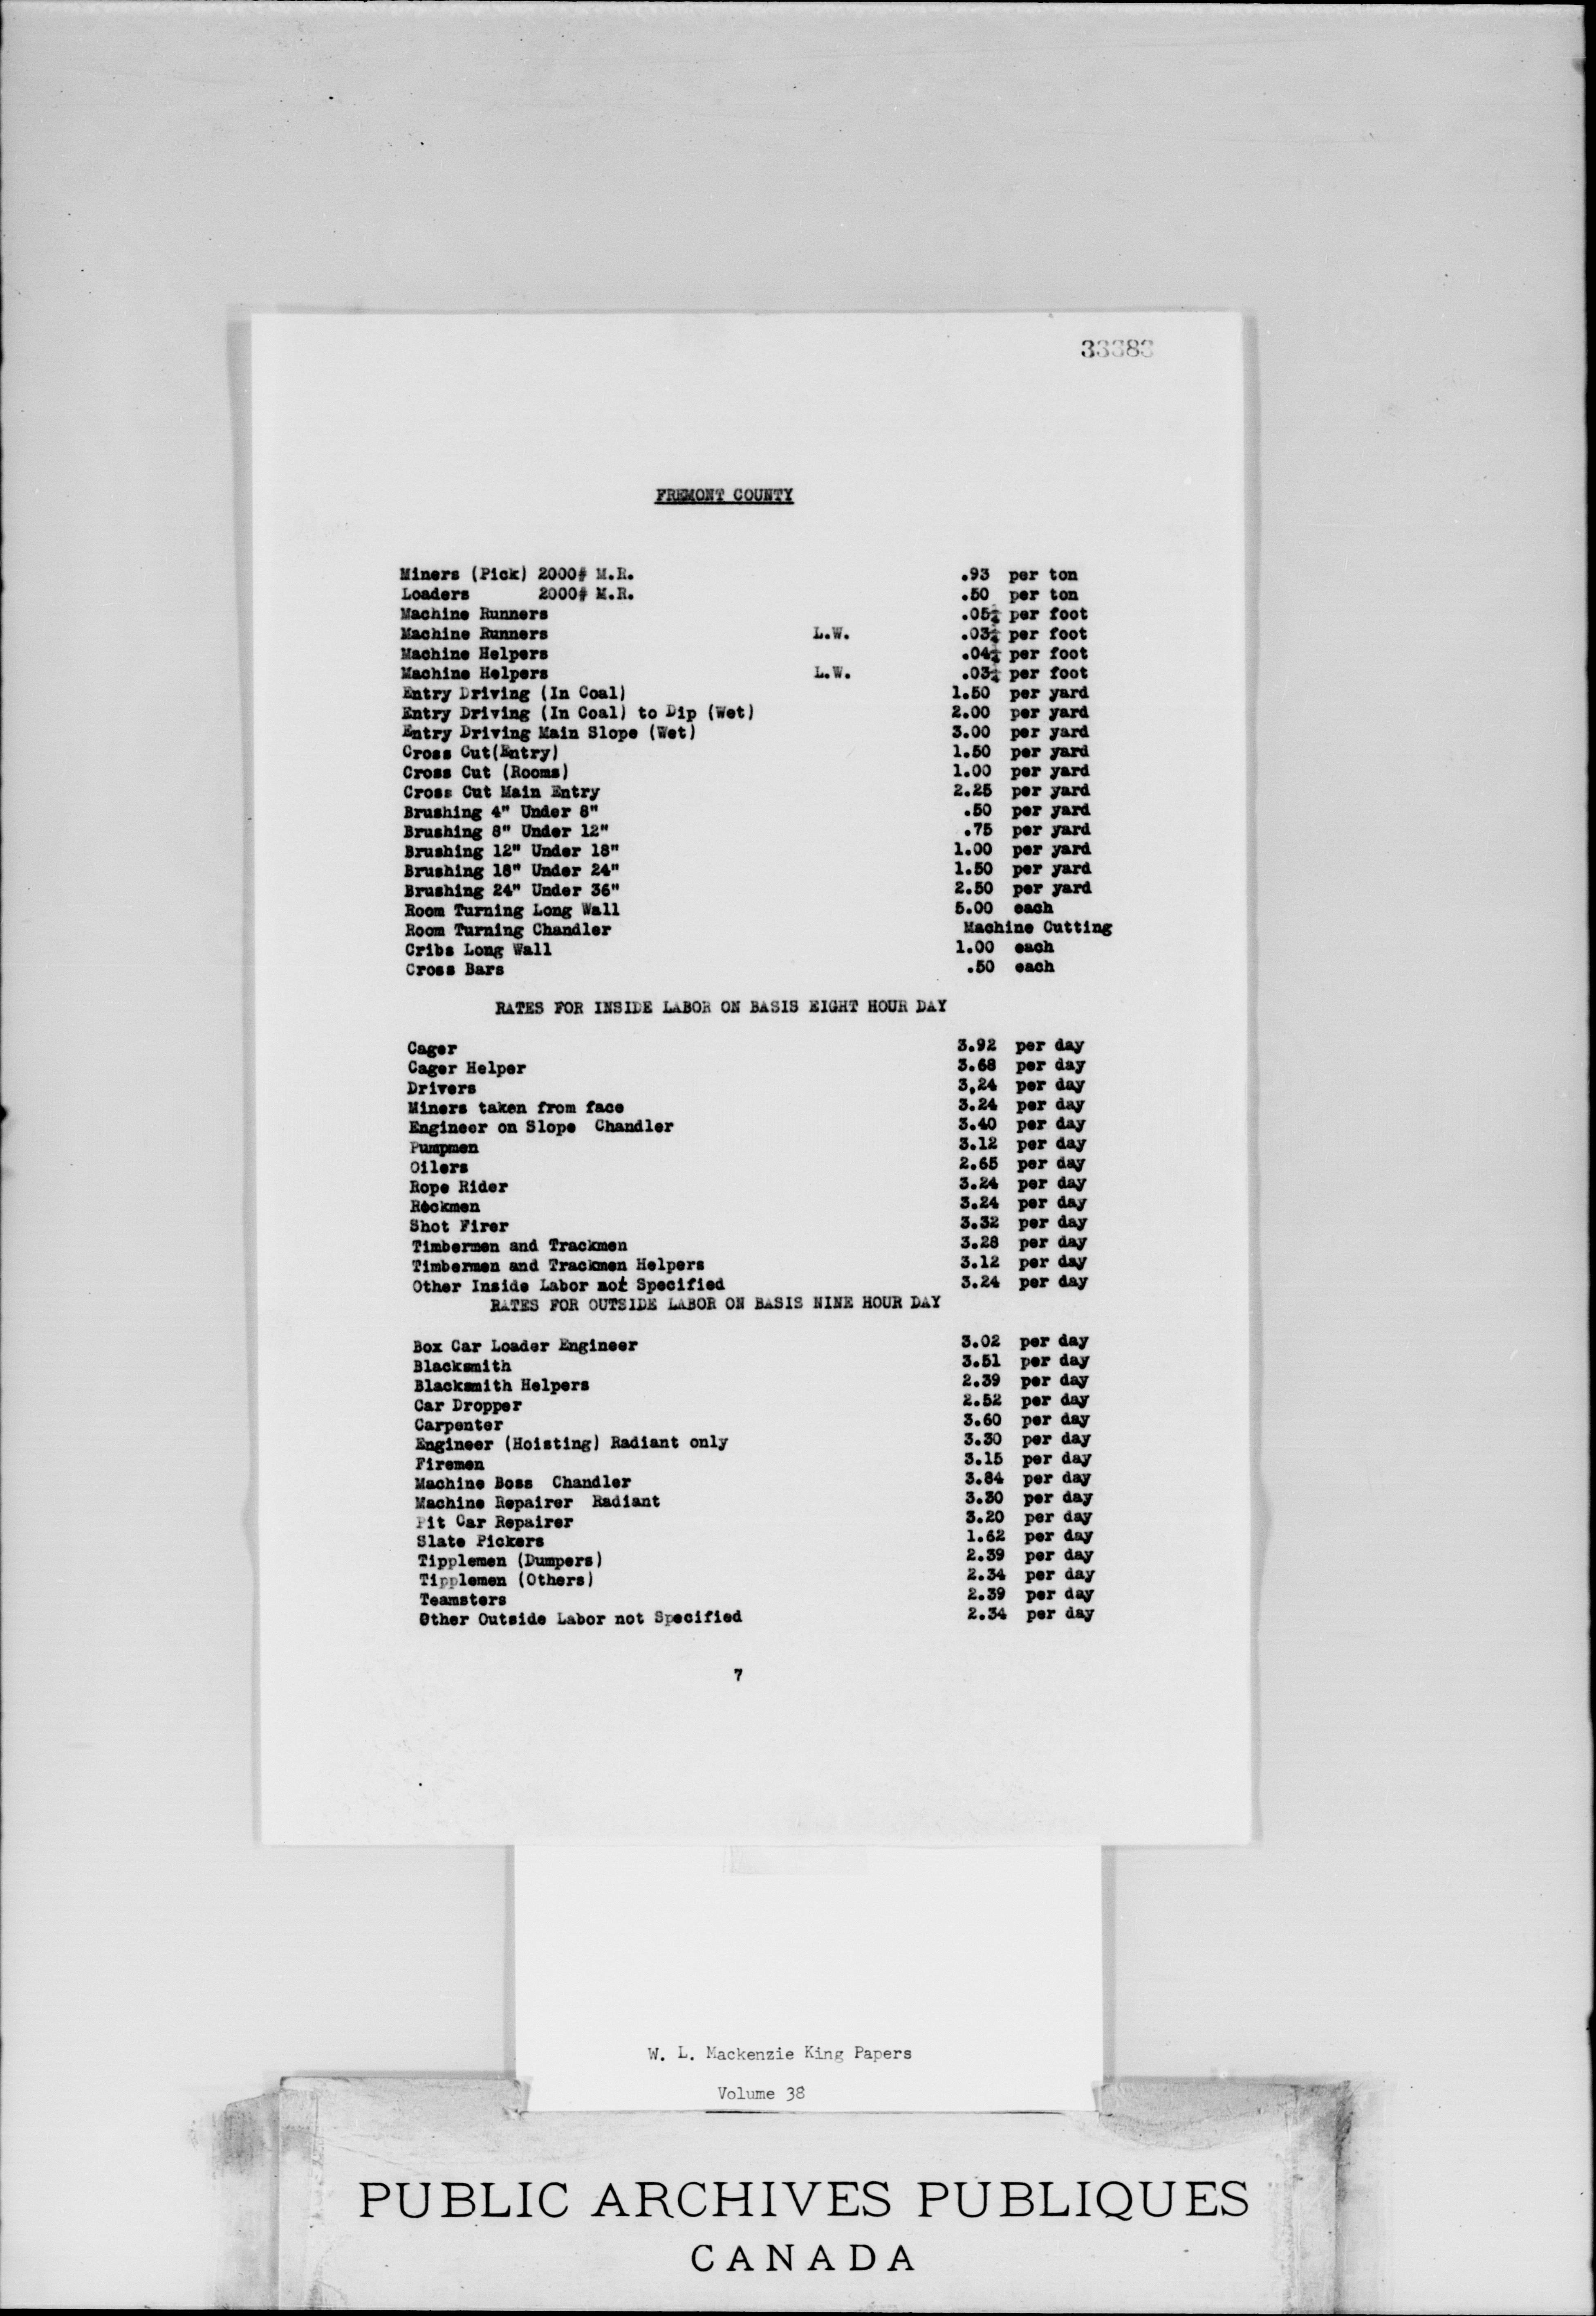 33383
FREMONT COUNTY
Miners (Pick) 2000# M.R. .93 per ton
Loaders 2000# M.R. .50 per ton
Machine Runners .05¼ per foot
Machine Runners L.W. .03¼ per foot
Machine Helpers .04¼ per foot
Machine Helpers L.W. .03¼ per foot
Entry Driving (In Coal) 1.50 per yard
Entry Driving (In Coal) to Dip (Wet) 2.00 per yard
Entry Driving Main Slope (Wet) 3.00 per yard
Cross Cut(Entry) 1.50 per yard
Cross Cut (Rooms) 1.00 per yard
Cross Cut Main Entry 2.25 per yard
Brushing 4" Under 8" .50 per yard
Brushing 8" Under 12" .75 per yard
Brushing 12" Under 18" 1.00 per yard
Brushing 18" Under 24" 1.50 per yard
Brushing 24" Under 36" 2.50 per yard
Room Turning Long Wall 5.00 each
Room Turning Chandler Machine Cutting
Cribs Long Wall 1.00 each
Cross Bars .50 each
RATES FOR INSIDE LABOR ON BASIS EIGHT HOUR DAY
Cager 3.92 per day
Cager Helper 3.68 per day
Drivers 3,24 per day
Miners taken from face 3.24 per day
Engineer on Slope Chandler 3.40 per day
Pumpmen 3.12 per day
Oilers 2.65 per day
Rope Rider 3.24 per day
Rockmen 3.24 per day
Shot Firer 3.32 per day
Timbermen and Trackmen 3.28 per day
Timbermen and Trackmen Helpers 3.12 per day
Other Inside Labor not Specified 3.24 per day
RATES FOR OUTSIDE LABOR ON BASIS NINE HOUR DAY
Box Car Loader Engineer 3.02 per day
Blacksmith 3.51 per day
Blacksmith Helpers 2.39 per day
Car Dropper 2.52 per day
Carpenter 3.60 per day
Engineer (Hoisting) Radiant only 3.30 per day
Firemen 3.15 per day
Machine Boss Chandler 3.84 per day
Machine Repairer Radiant 3.30 per day
Pit Car Repairer 3.20 per day
Slate Pickers 1.62 per day
Tipplemen (Dumpers) 2.39 per day
Tipplemen (Others) 2.34 per day
Teamsters 2.39 per day
Other Outside Labor not Specified 2.34 per day
7
W. L. Mackenzie King Papers
Volume 38
PUBLIC ARCHIVES PUBLIQUES
CANADA